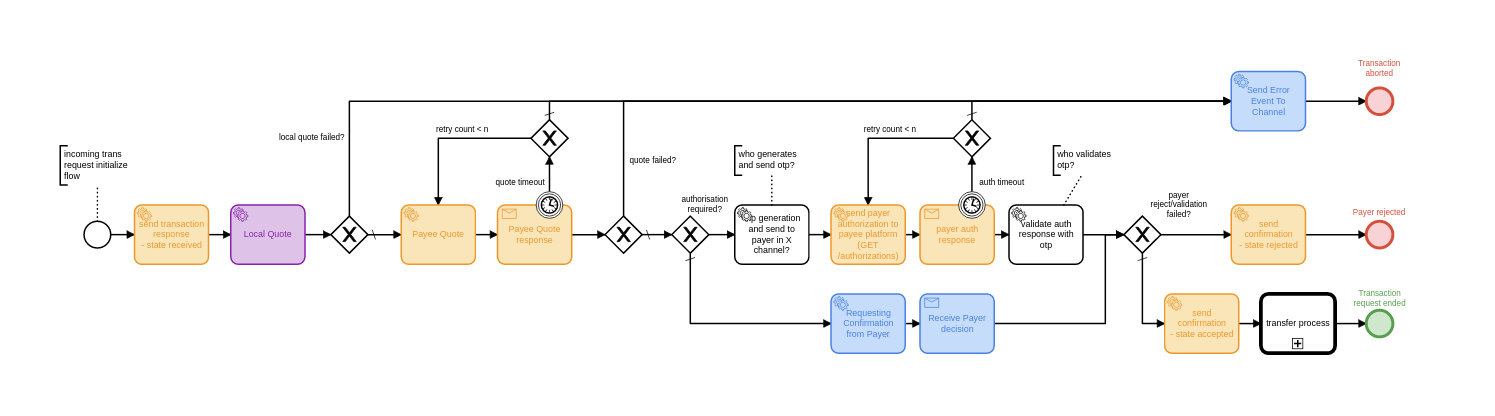 Transaction
aborted
Send Error
Event To
Channel
local quote failed?
retry count < n
retry count < n
quote failed?
incoming trans
request initialize
flow
who generates
and send otp?
who validates
otp?
quote timeout
auth timeout
authorisation
required?
payer
reject/validation
failed?
send transaction
response
- state received
Local Quote
Payee Quote
Payee Quote
response
p generation
and send to
payer in X
channel?
send payer
authorization to
payee platform
(GET
/authorizations)
payer auth
response
validate auth
response with
otp
send
confirmation
- state rejected
Payer rejected
Requesting
Confirmation
from Payer
Receive Payer
decision
send
confirmation
- state accepted
transfer process
Transaction
request ended